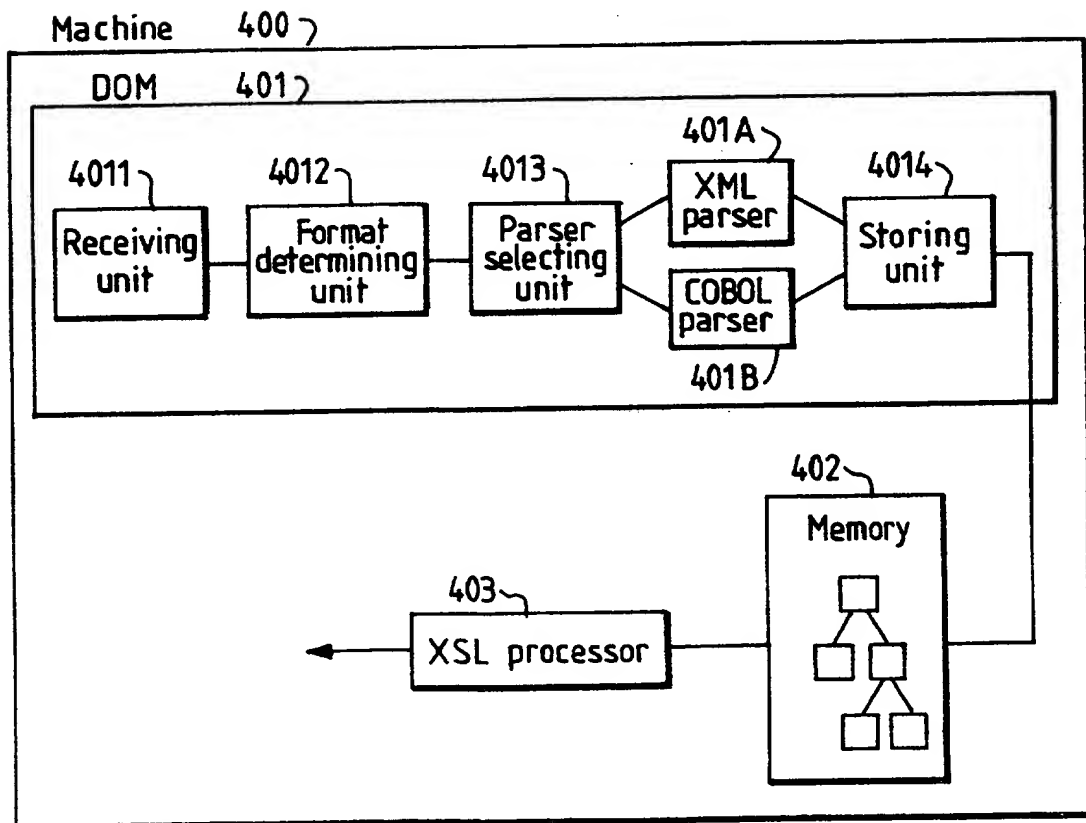 Machine 400
DOM 401
4011
Receiving
unit
4012
Format
determining
unit
4013
Parser
selecting
unit
401A
XML
parser
COBOL
parser
401B
4014
Storing
unit
402
Memory
403
XSL processor